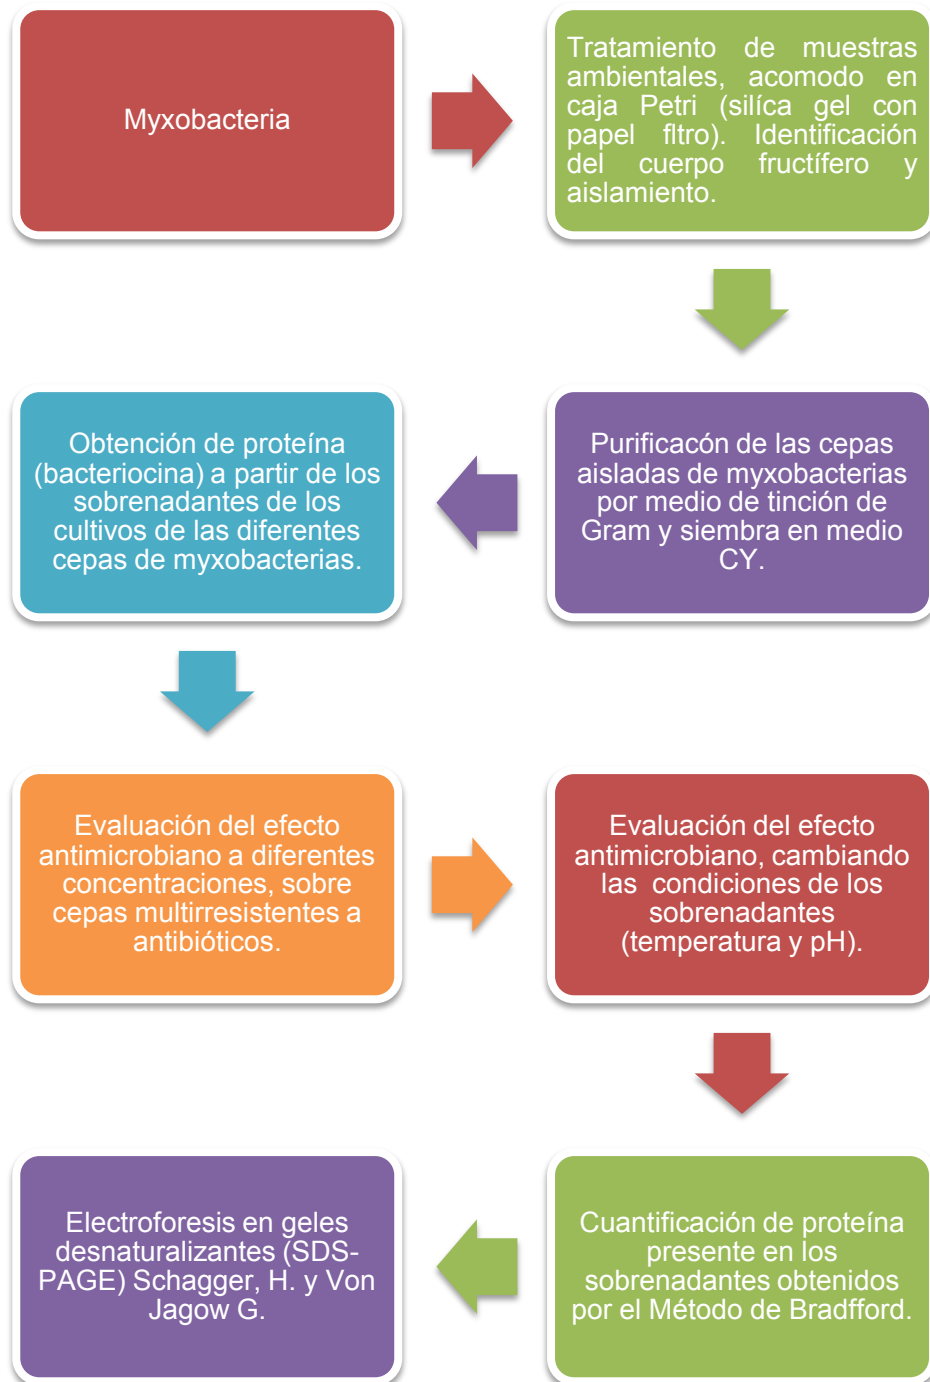 Myxobacteria
Tratamiento de muestras
ambientales, acomodo en
caja Petri (silíca gel con
papel fltro). Identificación
del cuerpo fructífero y
aislamiento.
Purificacón de las cepas
aisladas de myxobacterias
por medio de tinción de
Gram y siembra en medio
CY.
Obtención de proteína
(bacteriocina) a partir de los
sobrenadantes de los
cultivos de las diferentes
cepas de myxobacterias.
Evaluación del efecto
antimicrobiano a diferentes
concentraciones, sobre
cepas multirresistentes a
antibióticos.
Evaluación del efecto
antimicrobiano, cambiando
las condiciones de los
sobrenadantes
(temperatura y pH).
Cuantificación de proteína
presente en los
sobrenadantes obtenidos
por el Método de Bradfford.
Electroforesis en geles
desnaturalizantes (SDS-
PAGE) Schagger, H. y Von
Jagow G.